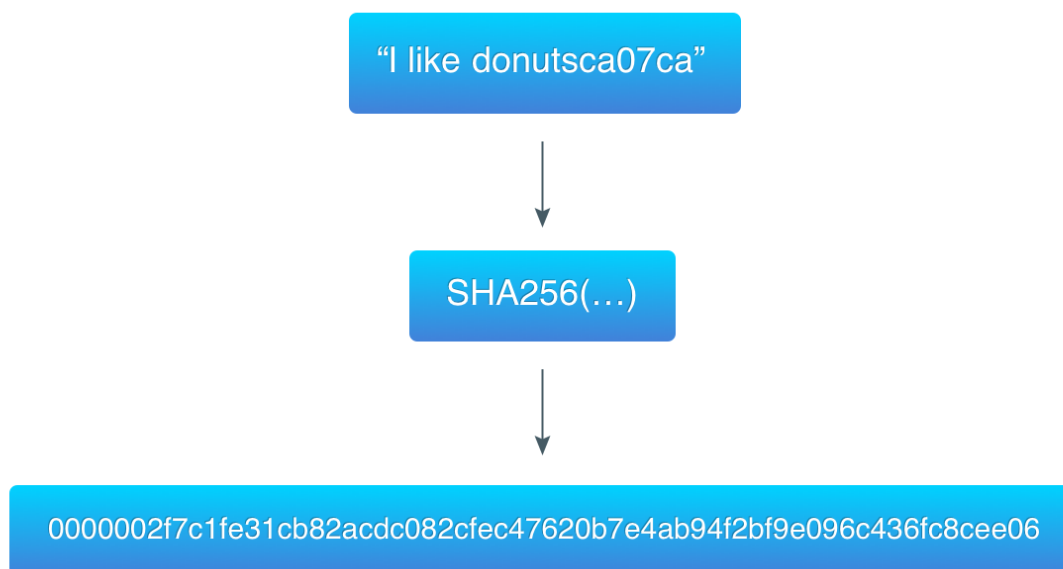 “I like donutsca07ca”
SHA256(…)
0000002f7c1fe31cb82acdc082cfec47620b7e4ab94f2bf9e096c436fc8cee06